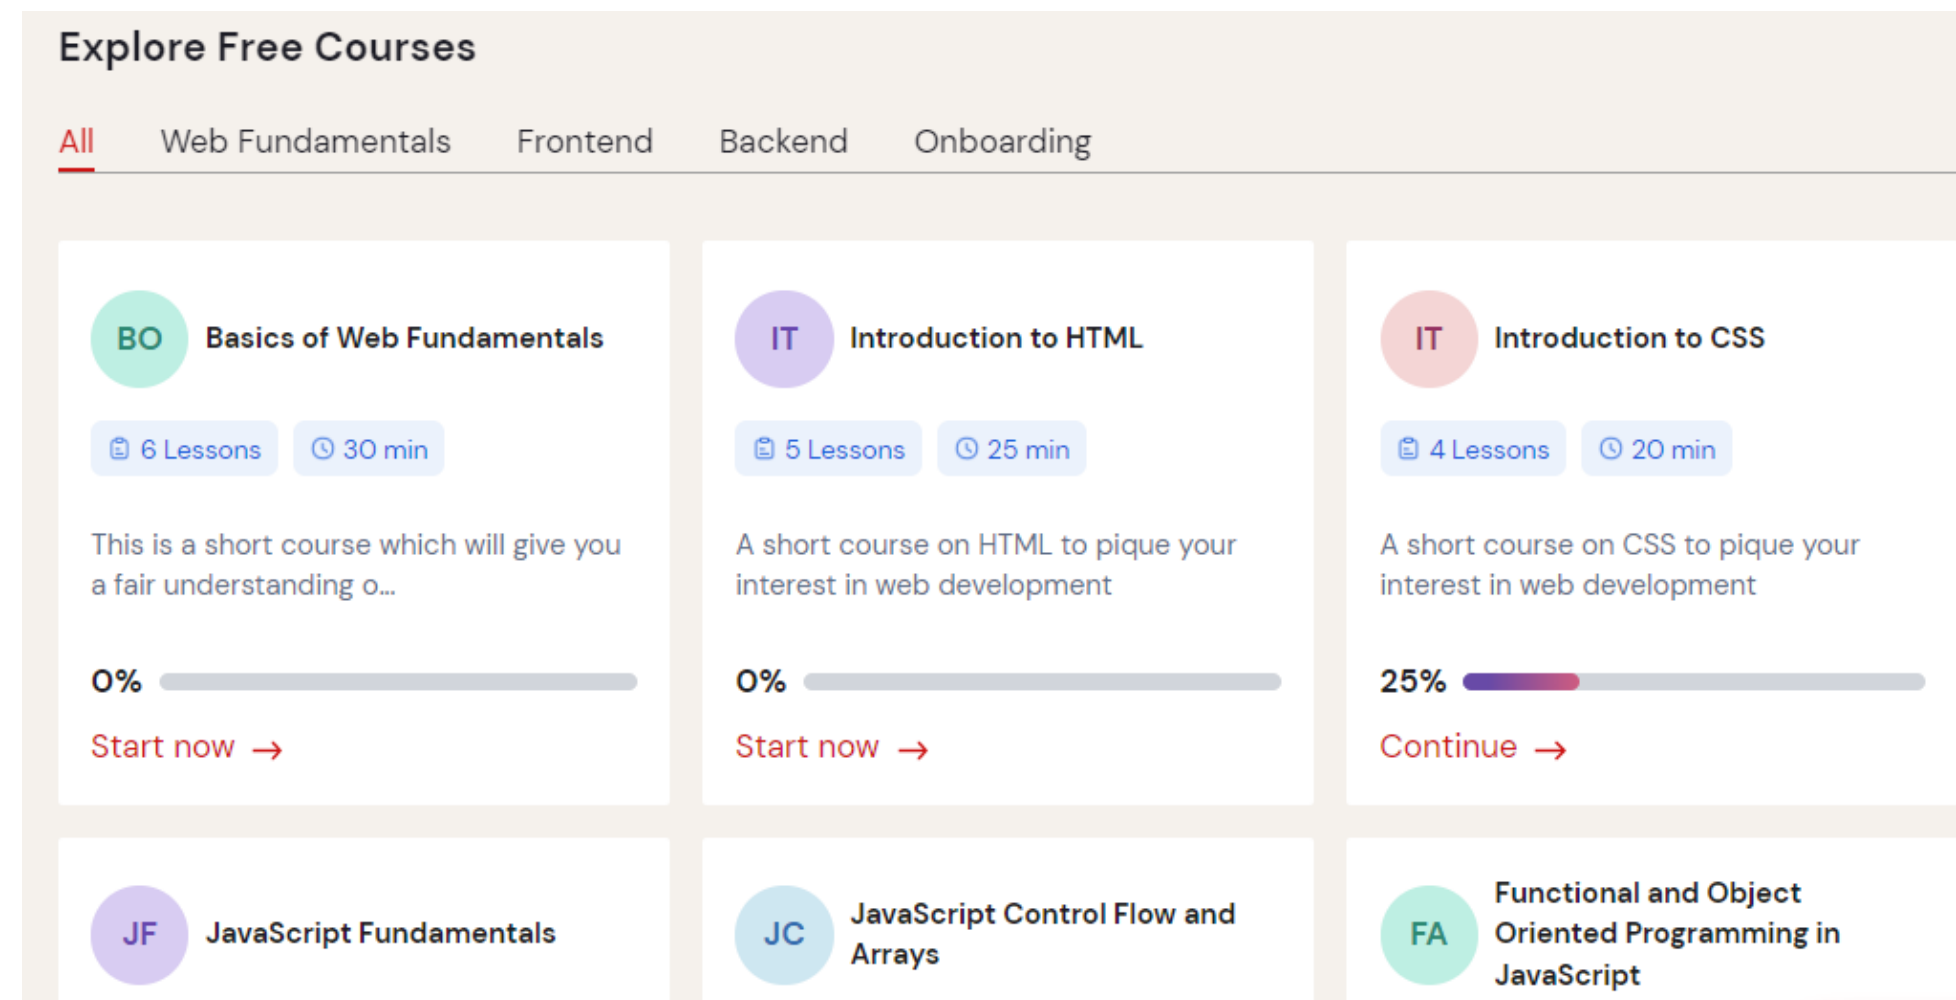 Explore Free Courses
All Web Fundamentals Frontend Backend Onboarding
BO Basics of Web Fundamentals
6 Lessons 30 min
This is a short course which will give you
a fair understanding o...
0%
Start now →
IT Introduction to HTML
5 Lessons 25 min
A short course on HTML to pique your
interest in web development
0%
Start now →
IT Introduction to CSS
4 Lessons 20 min
A short course on CSS to pique your
interest in web development
25%
Continue →
JF JavaScript Fundamentals
JC JavaScript Control Flow and
Arrays
FA Functional and Object
Oriented Programming in
JavaScript